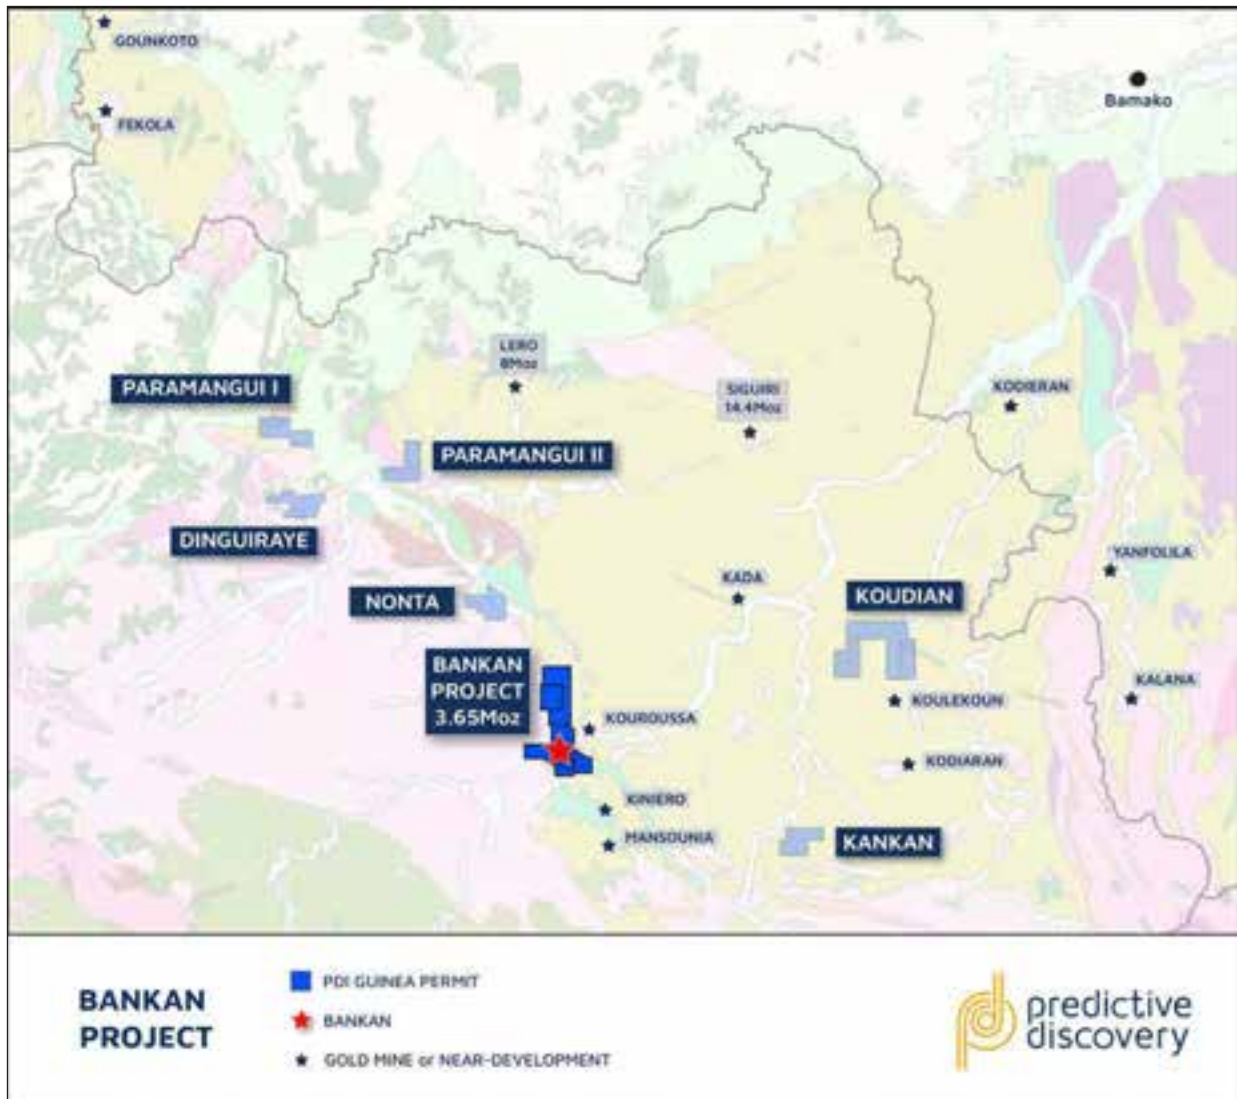 GOUNKOTO
FEKOLA
Bamako
LERO
8Moz
PARAMANGUI I
SIGUIRI
14.4Moz
KODIERAN
PARAMANGUI II
DINGUIRAYE
YANFOLILA
KADA
KOUDIAN
NONTA
BANKAN
PROJECT
3.65Moz
KOUROUSSA
KOULEKOUN
KALANA
KODIARAN
KINIERO
MANSOUNIA
KANKAN
BANKAN
PROJECT
PDI GUINEA PERMIT
BANKAN
GOLD MINE or NEAR-DEVELOPMENT
predictive
discovery